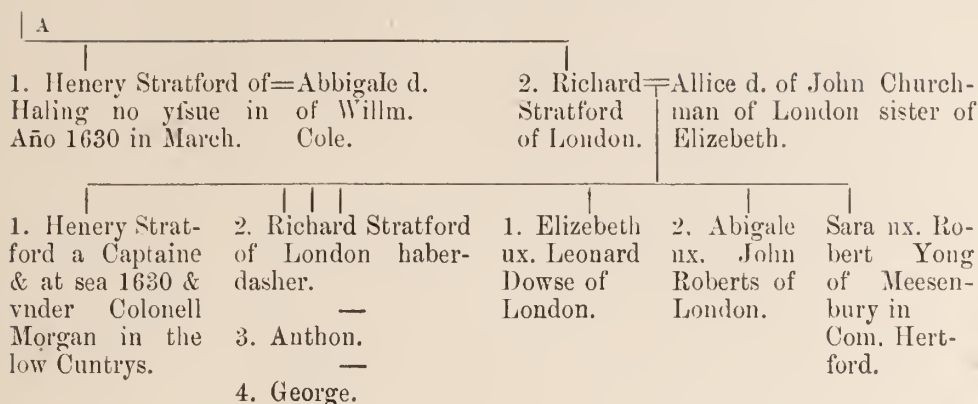 A
1. Henery Stratford of=Abbigale d.
Haling no yſsue in of Willm.
Año 1630 in March. Cole.
2. Richard=Allice d. of John Church-
Stratford man of London sister of
of London. Elizebeth.
1. Henery Strat-
ford a Captaine
& at sea 1630 &
vnder Colonell
Morgan in the
low Cuntrys.
2. Richard Stratford
of London haber-
dasher.
—
3. Anthon.
—
4. George.
1. Elizebeth
ux. Leonard
Dowse of
London.
2. Abigale
ux. John
Roberts of
London.
Sara ux. Ro-
bert Yong
of Meesen-
bury in
Com. Hert-
ford.